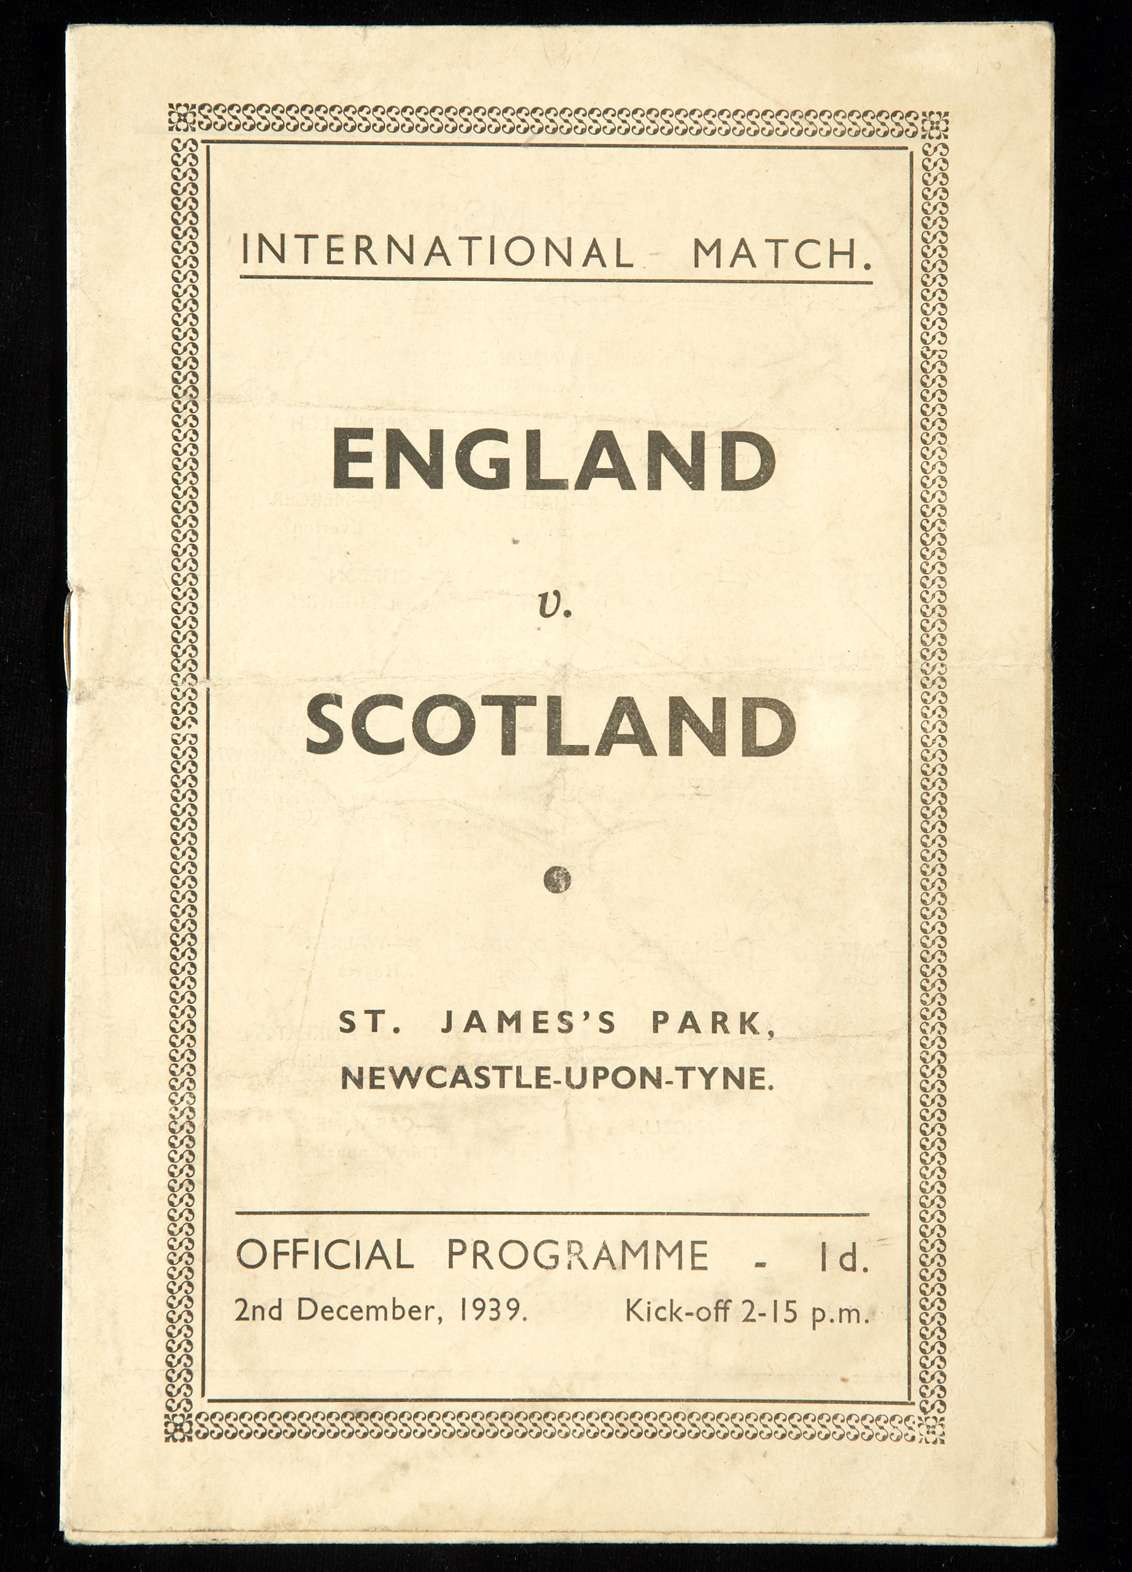 INTERNATIONAL MATCH.
ENGLAND
v.
SCOTLAND
ST. JAMES'S PARK,
NEWCASTLE-UPON-TYNE.
OFFICIAL PROGRAMME - 1d.
2nd December, 1939. Kick-off 2-15 p.m.